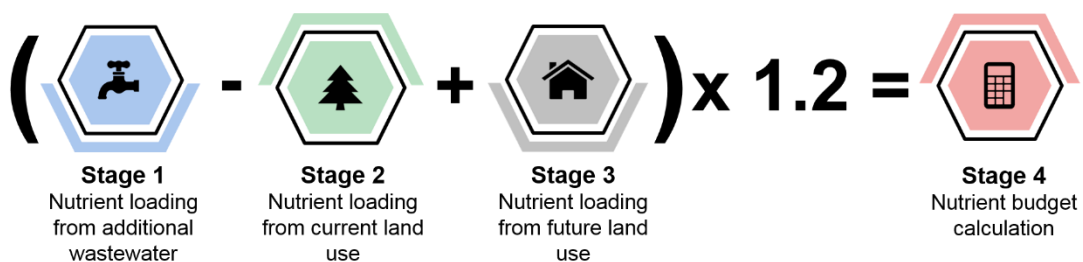 ( - + ) x 1.2 =
Stage 1
Nutrient loading
from additional
wastewater
Stage 2
Nutrient loading
from current land
use
Stage 3
Nutrient loading
from future land
use
Stage 4
Nutrient budget
calculation